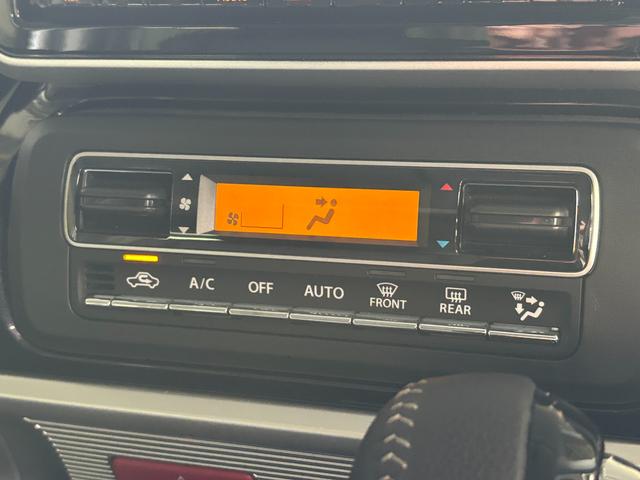 A/C OFF AUTO FRONT REAR